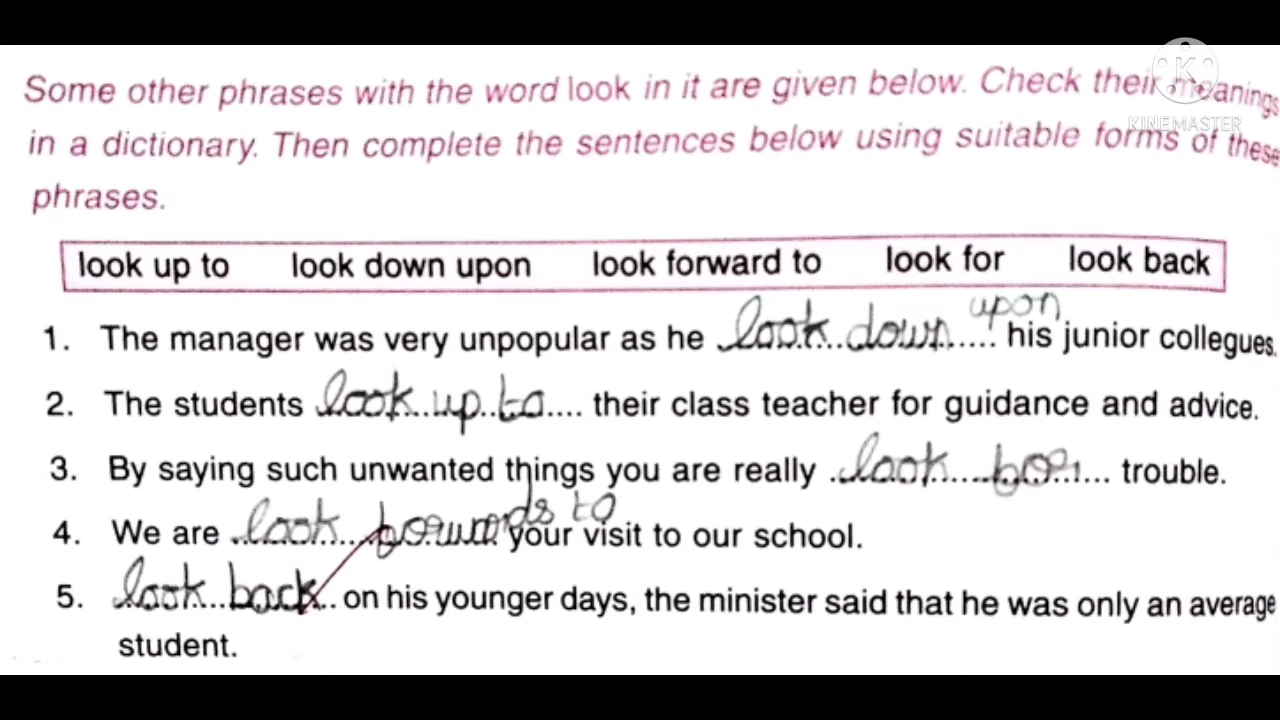 Some other phrases with the word look in it are given below. Check their meanings
KINEMASTER
in a dictionary. Then complete the sentences below using suitable forms of these
phrases.
look up to look down upon look forward to look for look back
1. The manager was very unpopular as he look down upon his junior collegues.
2. The students look up to their class teacher for guidance and advice.
3. By saying such unwanted things you are really look for trouble.
4. We are look forwards to your visit to our school.
5. look back on his younger days, the minister said that he was only an average
student.